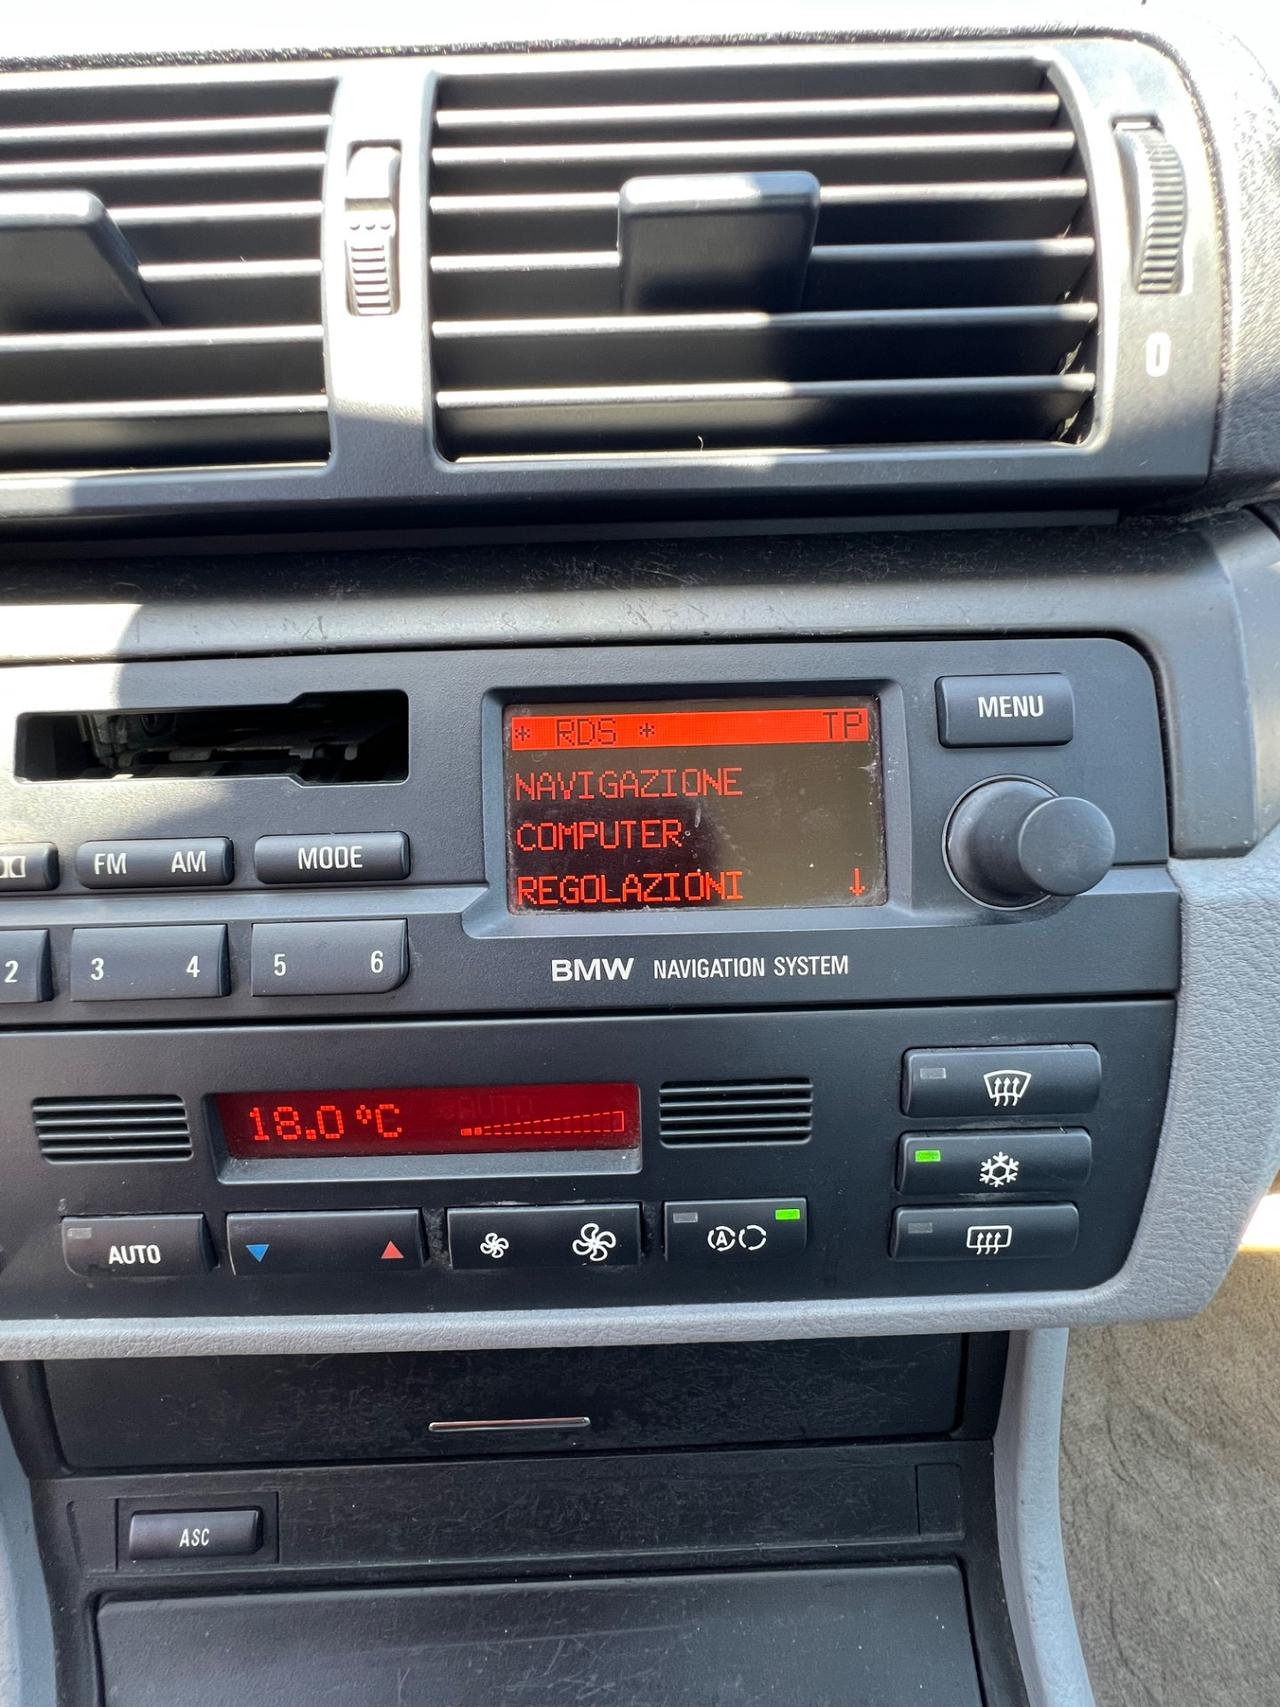 0
MENU
* RDS * TP
NAVIGAZIONE
COMPUTER
REGOLAZIONI ↓
FM AM MODE
2 3 4 5 6
BMW NAVIGATION SYSTEM
18.0 °C AUTO
AUTO
A
ASC